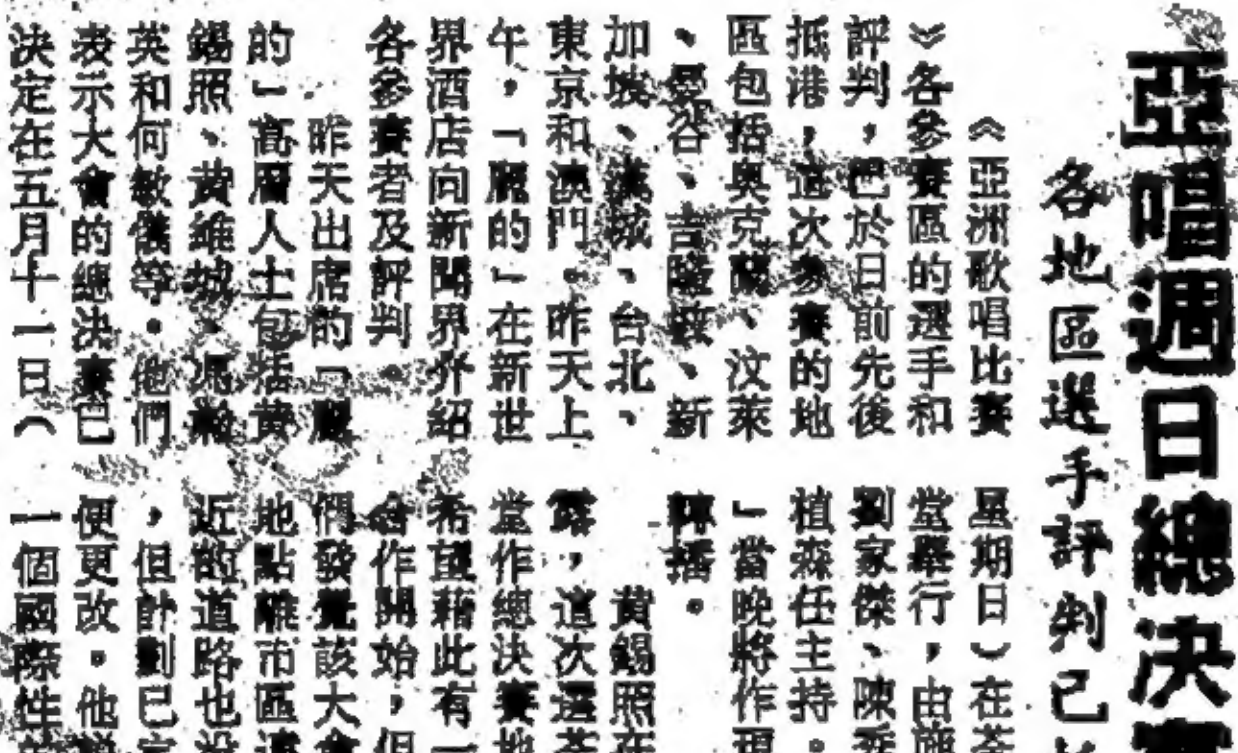 亞唱週日總決
各地區選手評判已
《亞洲歌唱比賽
》各參賽區的選手和
評判，巴於日前先後
抵港，這次參賽的地
區包括奧克蘭、汶萊
、曼谷、吉隆坡、新
加坡、漢城、台北、
東京和澳門。昨天上
午，「麗的」在新世
界酒店向新聞界介紹
各參賽者及評判。
昨天出席的「麗
的」高層人士包括黄
錫照、黄維城、馮
英和何敏儀等。他們
表示大會的總決賽巳
決定在五月十一日（
星期日）在荃
堂舉行，由
劉家傑、陳秀
植森任主持。
」當晚將作現
播。
黄錫照在
露，這次選荃
堂作總決賽地
希望藉此有一
合作開始，但
們發覺該大會
地點離市區
近的道路也沒
，但計劃巳
便更改。他
一個國際性